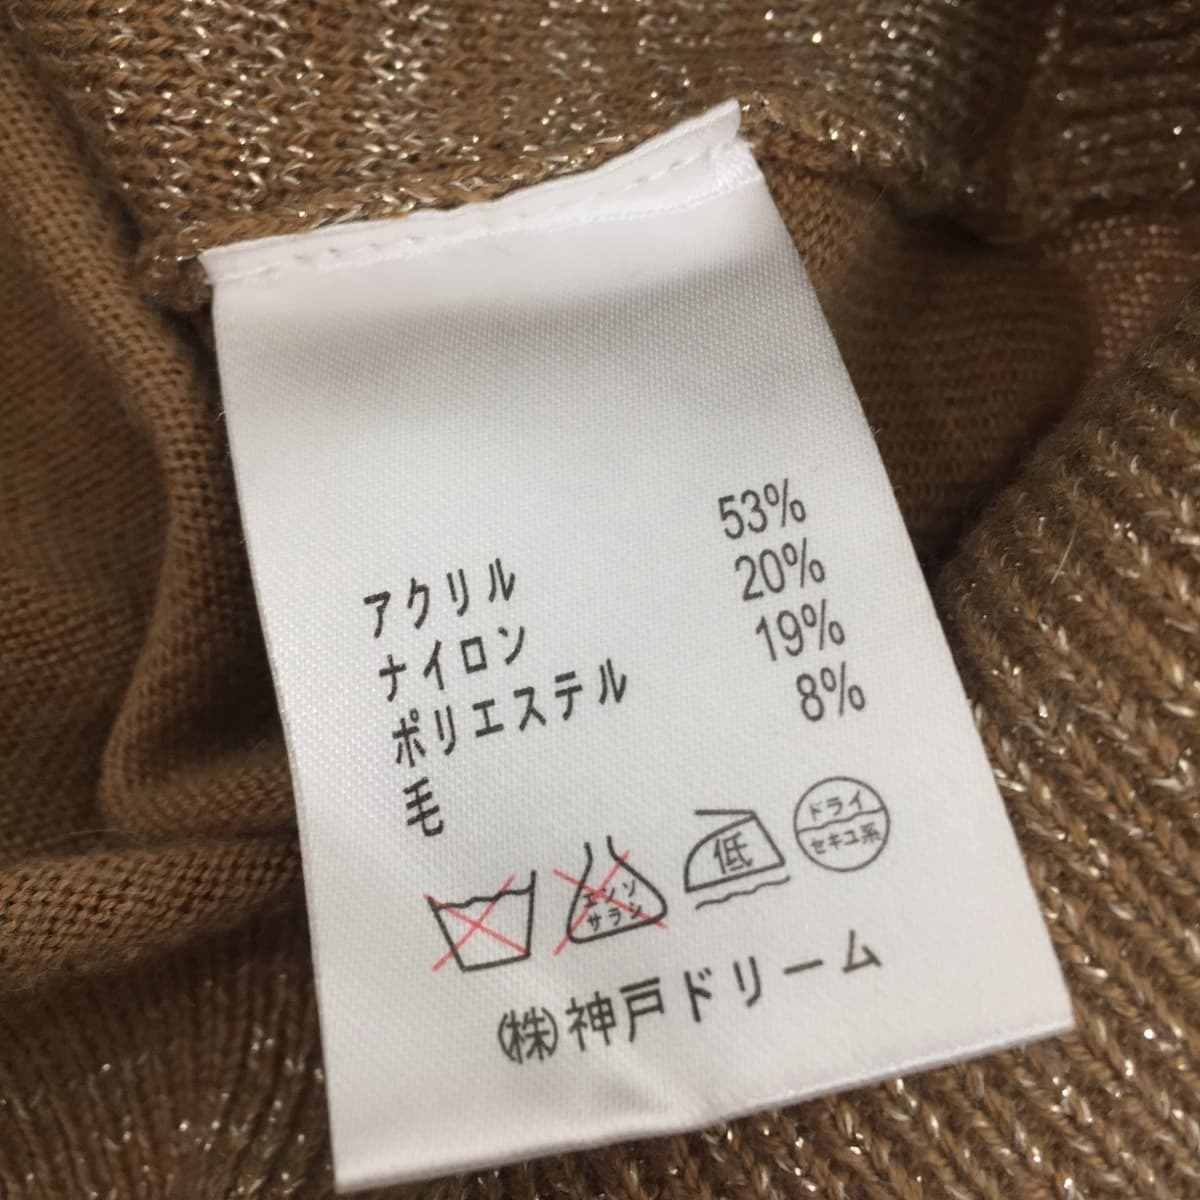 アクリル 53%
ナイロン 20%
ポリエステル 19%
毛 8%
エンソ
サラシ
低
ドライ
セキユ系
(株)神戸ドリーム